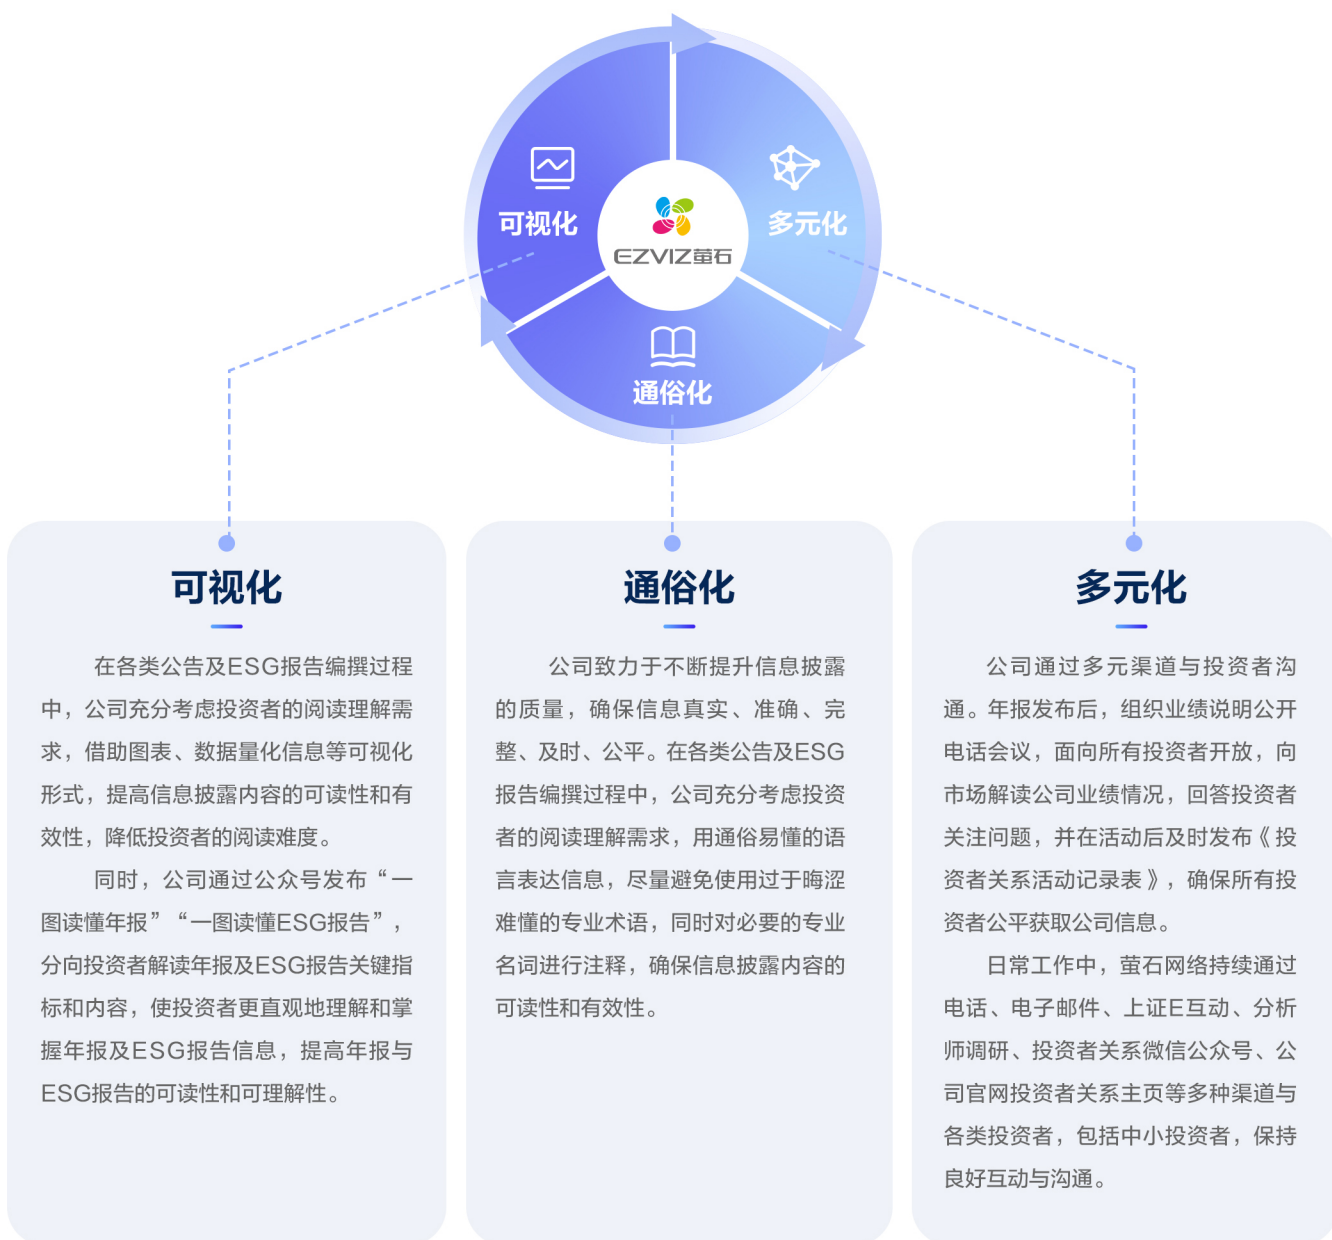 可视化
多元化
EZVIZ萤石
通俗化
可视化
在各类公告及ESG报告编撰过程
中，公司充分考虑投资者的阅读理解需
求，借助图表、数据量化信息等可视化
形式，提高信息披露内容的可读性和有
效性，降低投资者的阅读难度。
同时，公司通过公众号发布“一
图读懂年报”“一图读懂ESG报告”，
分向投资者解读年报及ESG报告关键指
标和内容，使投资者更直观地理解和掌
握年报及ESG报告信息，提高年报与
ESG报告的可读性和可理解性。
通俗化
公司致力于不断提升信息披露
的质量，确保信息真实、准确、完
整、及时、公平。在各类公告及ESG
报告编撰过程中，公司充分考虑投资
者的阅读理解需求，用通俗易懂的语
言表达信息，尽量避免使用过于晦涩
难懂的专业术语，同时对必要的专业
名词进行注释，确保信息披露内容的
可读性和有效性。
多元化
公司通过多元渠道与投资者沟
通。年报发布后，组织业绩说明公开
电话会议，面向所有投资者开放，向
市场解读公司业绩情况，回答投资者
关注问题，并在活动后及时发布《投
资者关系活动记录表》，确保所有投
资者公平获取公司信息。
日常工作中，萤石网络持续通过
电话、电子邮件、上证E互动、分析
师调研、投资者关系微信公众号、公
司官网投资者关系主页等多种渠道与
各类投资者，包括中小投资者，保持
良好互动与沟通。